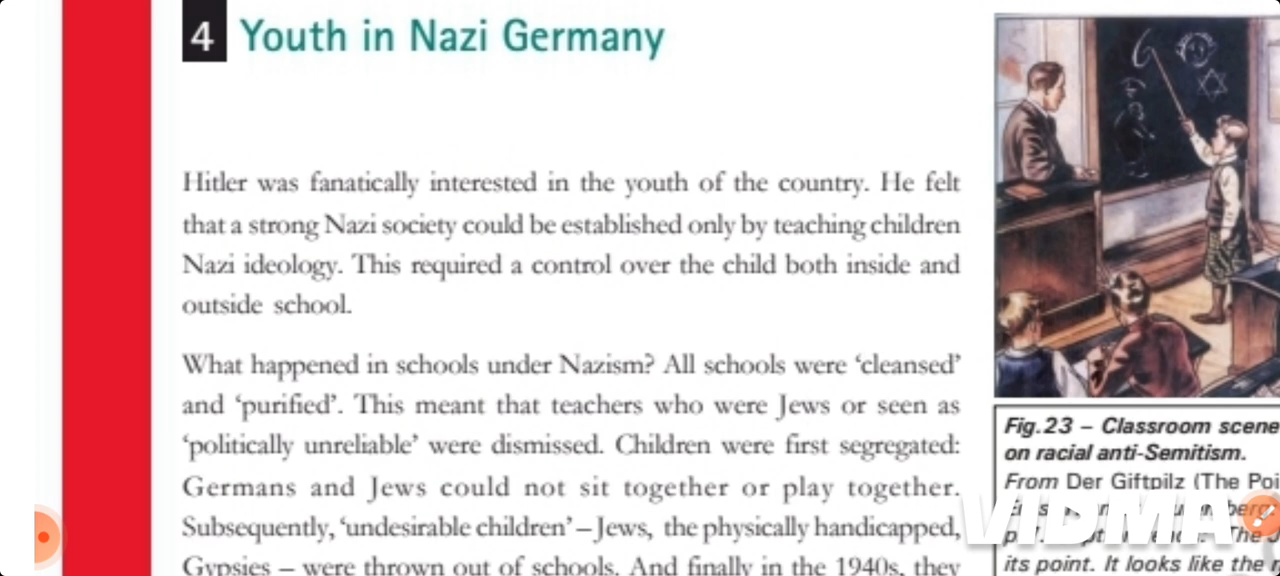 4 Youth in Nazi Germany
Hitler was fanatically interested in the youth of the country. He felt
that a strong Nazi society could be established only by teaching children
Nazi ideology. This required a control over the child both inside and
outside school.
What happened in schools under Nazism? All schools were ‘cleansed’
and ‘purified’. This meant that teachers who were Jews or seen as
‘politically unreliable’ were dismissed. Children were first segregated:
Germans and Jews could not sit together or play together.
Subsequently, ‘undesirable children’ – Jews, the physically handicapped,
Gypsies – were thrown out of schools. And finally in the 1940s, they
Fig.23 – Classroom scene
on racial anti-Semitism.
From Der Giftpilz (The Poi
its point. It looks like the
VIDMA